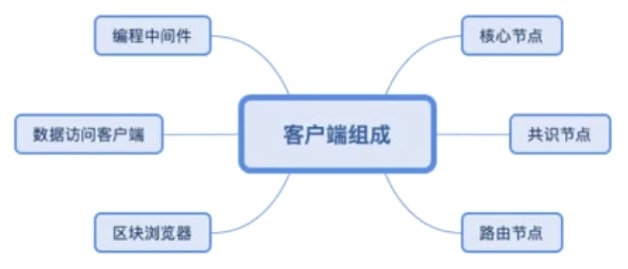 编程中间件
核心节点
数据访问客户端
客户端组成
共识节点
区块浏览器
路由节点